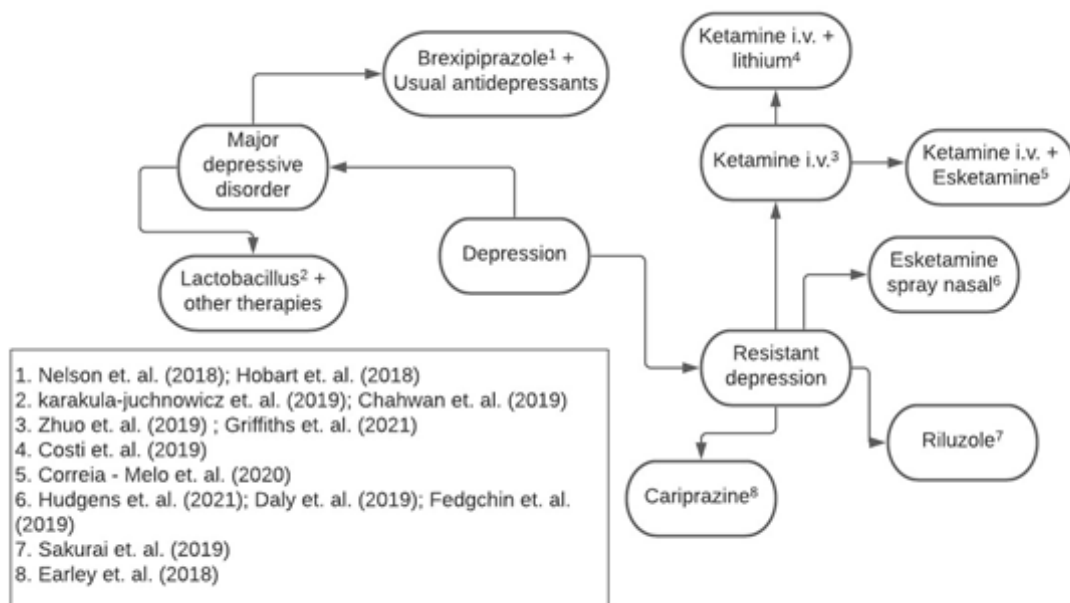 Brexipiprazole¹ +
Usual antidepressants
Ketamine i.v. +
lithium⁴
Major
depressive
disorder
Ketamine i.v.³
Ketamine i.v. +
Esketamine⁵
Depression
Lactobacillus² +
other therapies
Esketamine
spray nasal⁶
Resistant
depression
Riluzole⁷
Cariprazine⁸
1. Nelson et. al. (2018); Hobart et. al. (2018)
2. karakula-juchnowicz et. al. (2019); Chahwan et. al. (2019)
3. Zhuo et. al. (2019) ; Griffiths et. al. (2021)
4. Costi et. al. (2019)
5. Correia - Melo et. al. (2020)
6. Hudgens et. al. (2021); Daly et. al. (2019); Fedgchin et. al.
(2019)
7. Sakurai et. al. (2019)
8. Earley et. al. (2018)